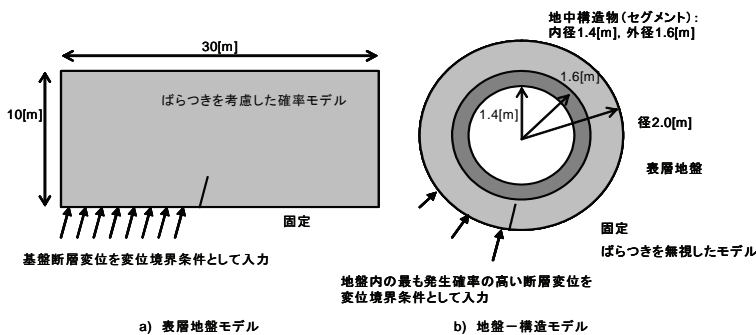 30[m]
10[m]
ばらつきを考慮した確率モデル
固定
基盤断層変位を変位境界条件として入力
a) 表層地盤モデル
地中構造物(セグメント):
内径1.4[m], 外径1.6[m]
1.6[m]
1.4[m]
径2.0[m]
表層地盤
固定
ばらつきを無視したモデル
地盤内の最も発生確率の高い断層変位を
変位境界条件として入力
b) 地盤－構造モデル